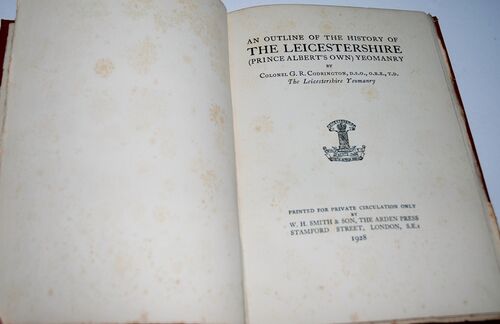 AN OUTLINE OF THE HISTORY OF
THE LEICESTERSHIRE
(PRINCE ALBERT'S OWN) YEOMANRY
BY
COLONEL G. R. CODRINGTON, D.S.O., O.B.E., T.D.
The Leicestershire Yeomanry
PRINTED FOR PRIVATE CIRCULATION ONLY
BY
W. H. SMITH & SON, THE ARDEN PRESS
STAMFORD STREET, LONDON, S.E.1
1928